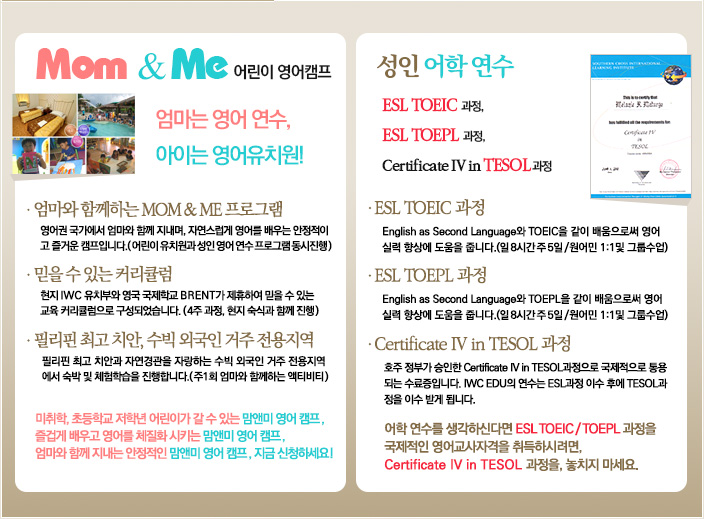 Mom & Me 어린이 영어캠프
엄마는 영어 연수,
아이는 영어유치원!
· 엄마와 함께하는 MOM & ME 프로그램
영어권 국가에서 엄마와 함께 지내며, 자연스럽게 영어를 배우는 안정적이
고 즐거운 캠프입니다.(어린이 유치원과 성인 영어 연수 프로그램 동시진행)
· 믿을 수 있는 커리큘럼
현지 IWC 유치부와 영국 국제학교 BRENT가 제휴하여 믿을 수 있는
교육 커리큘럼으로 구성되었습니다. (4주 과정, 현지 숙식과 함께 진행)
· 필리핀 최고 치안, 수빅 외국인 거주 전용지역
필리핀 최고 치안과 자연경관을 자랑하는 수빅 외국인 거주 전용지역
에서 숙박 및 체험학습을 진행합니다.(주1회 엄마와 함께하는 액티비티)
미취학, 초등학교 저학년 어린이가 갈 수 있는 맘앤미 영어 캠프,
즐겁게 배우고 영어를 체질화 시키는 맘앤미 영어 캠프,
엄마와 함께 지내는 안정적인 맘앤미 영어 캠프, 지금 신청하세요!
성인 어학 연수
ESL TOEIC 과정,
ESL TOEPL 과정,
Certificate IV in TESOL과정
SOUTHERN CROSS INTERNATIONAL
LEARNING INSTITUTE
This is to certify that
has fulfilled all the requirements for
Certificate IV
in
TESOL
· ESL TOEIC 과정
English as Second Language와 TOEIC을 같이 배움으로써 영어
실력 향상에 도움을 줍니다.(일 8시간 주 5일 /원어민 1:1및 그룹수업)
· ESL TOEPL 과정
English as Second Language와 TOEPL을 같이 배움으로써 영어
실력 향상에 도움을 줍니다.(일 8시간 주 5일 /원어민 1:1및 그룹수업)
· Certificate IV in TESOL 과정
호주 정부가 승인한 Certificate IV in TESOL과정으로 국제적으로 통용
되는 수료증입니다. IWC EDU의 연수는 ESL과정 이수 후에 TESOL과
정을 이수 받게 됩니다.
어학 연수를 생각하신다면 ESL TOEIC / TOEPL 과정을
국제적인 영어교사자격을 취득하시려면,
Certificate IV in TESOL 과정을, 놓치지 마세요.